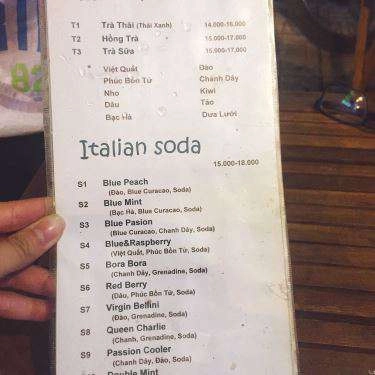 T1 Trà Thái (Thái Xanh) 14.000-16.000
T2 Hồng Trà 15.000-17.000
T3 Trà Sữa 15.000-17.000
Việt Quất Đào
Phúc Bồn Tử Chanh Dây
Nho Kiwi
Dâu Táo
Bạc Hà Dưa Lưới
Italian soda
15.000-18.000
S1 Blue Peach
(Đào, Blue Curacao, Soda)
S2 Blue Mint
(Bạc Hà, Blue Curacao, Soda)
S3 Blue Pasion
(Blue Curacao, Chanh Dây, Soda)
S4 Blue&Raspberry
(Việt Quất, Phúc Bồn Tử, Soda)
S5 Bora Bora
(Chanh Dây, Grenadine, Soda)
S6 Red Berry
(Dâu, Phúc Bồn Tử, Soda)
S7 Virgin Bellini
(Đào, Grenadine, Soda)
S8 Queen Charlie
(Chanh, Grenadine, Soda)
S9 Passion Cooler
(Chanh Dây, Đào, Soda)
Double Mint